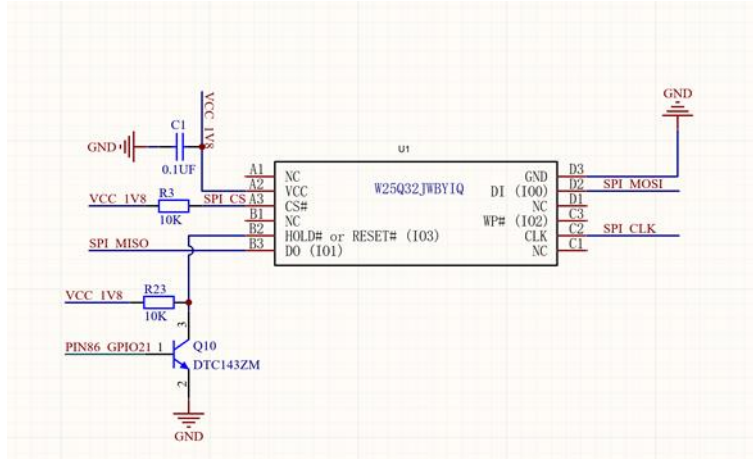 VCC_1V8
C1
GND
0.1UF
GND
U1
W25Q32JWBYIQ
A1 NC
A2 VCC
A3 CS#
B1 NC
B2 HOLD# or RESET# (IO3)
B3 DO (IO1)
GND D3
DI (IO0) D2
NC D1
WP# (IO2) C3
CLK C2
NC C1
SPI_MOSI
SPI_CLK
VCC_1V8
R3
10K
SPI_CS
SPI_MISO
VCC_1V8
R23
10K
3
PIN86_GPIO21
1
Q10
DTC143ZM
2
GND